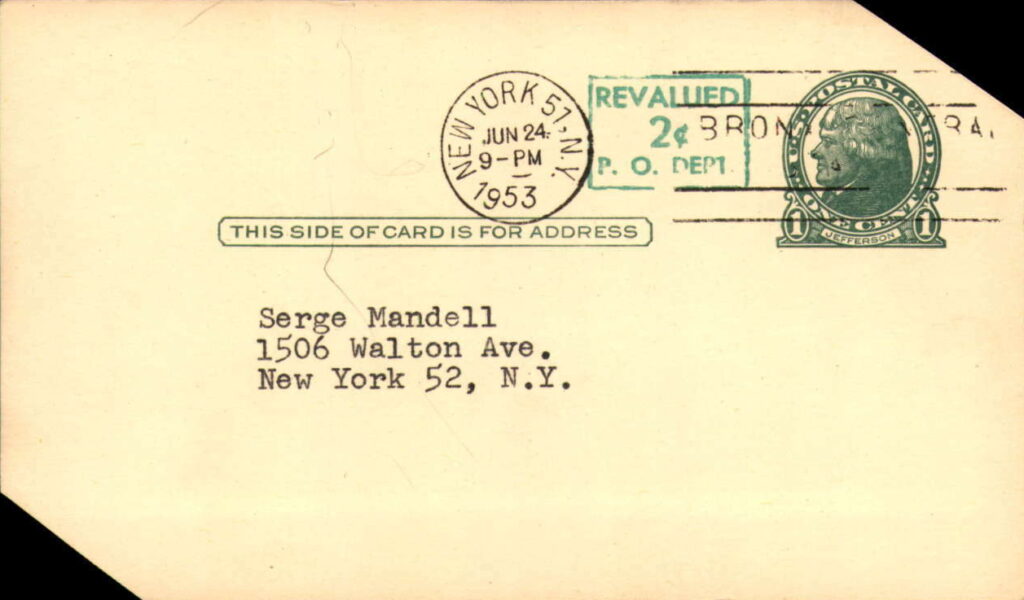 NEW YORK 51, N.Y.
JUN 24
9-PM
1953
REVALUED
2¢
P. O. DEPT.
U.S. POSTAL CARD
1 ONE CENT 1
JEFFERSON
THIS SIDE OF CARD IS FOR ADDRESS
Serge Mandell
1506 Walton Ave.
New York 52, N.Y.